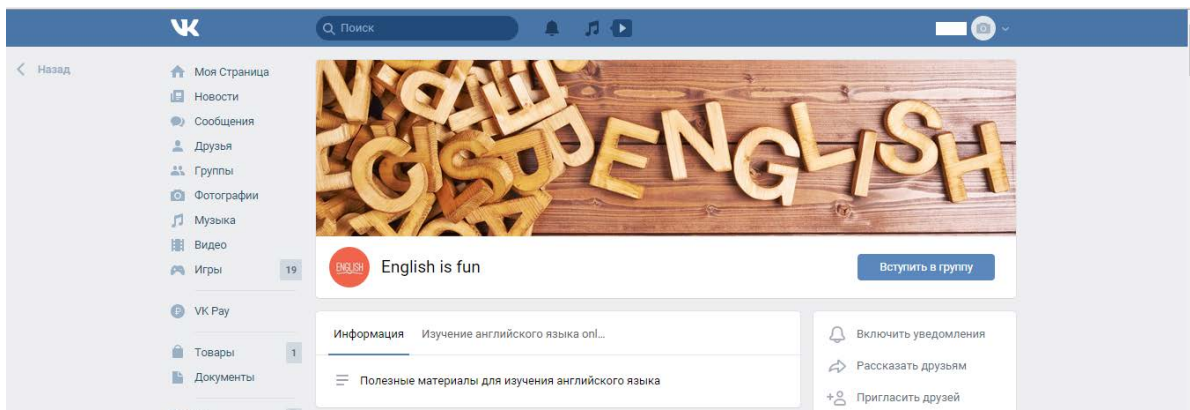 Поиск
Назад
Моя Страница
Новости
Сообщения
Друзья
Группы
Фотографии
Музыка
Видео
Игры 19
VK Pay
Товары 1
Документы
ENGLISH
ENGLISH
English is fun
Вступить в группу
Информация Изучение английского языка onl...
Полезные материалы для изучения английского языка
Включить уведомления
Рассказать друзьям
Пригласить друзей